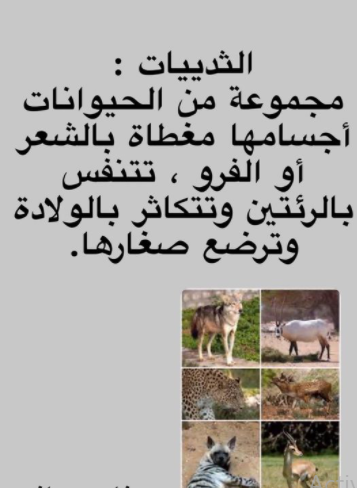 الثدييات :
مجموعة من الحيوانات
أجسامها مغطاة بالشعر
أو الفرو ، تتنفس
بالرئتين وتتكاثر بالولادة
وترضع صغارها.